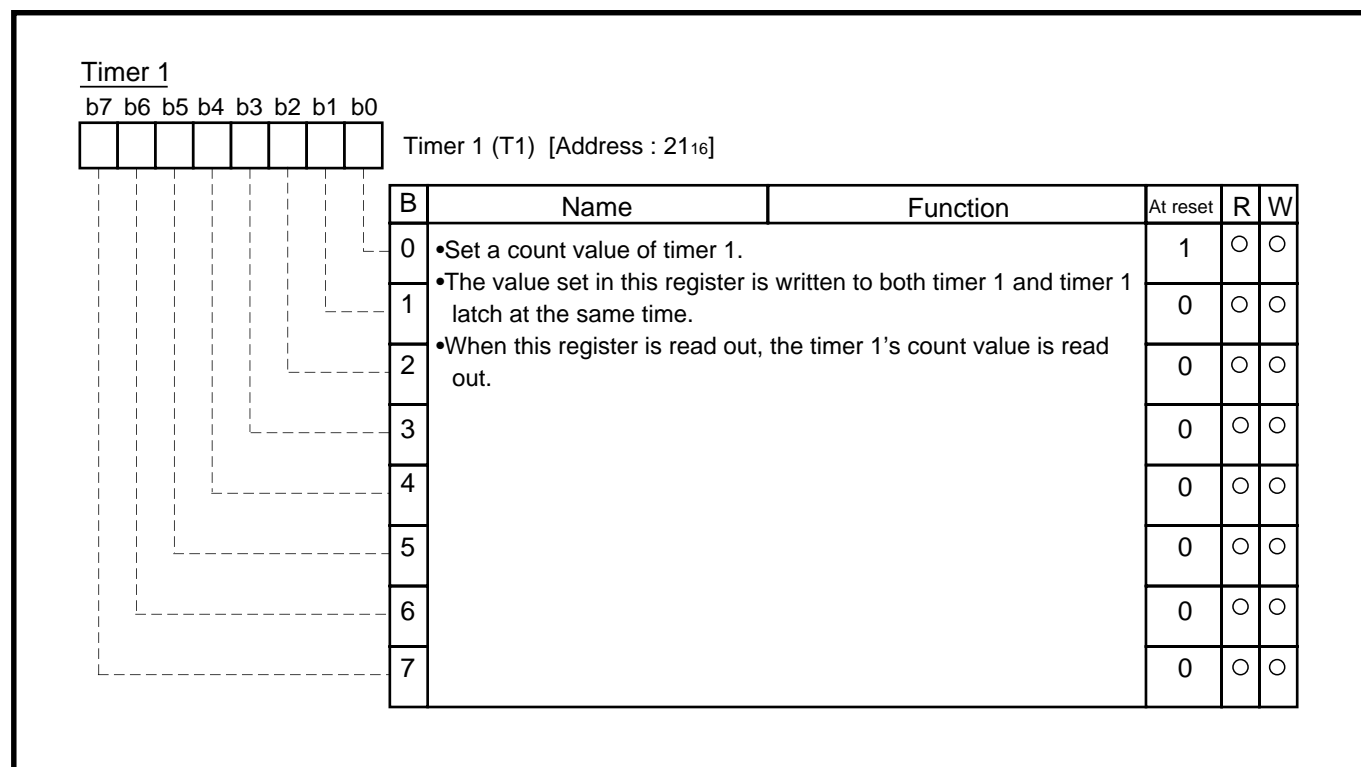 Timer 1
b7 b6 b5 b4 b3 b2 b1 b0
Timer 1 (T1) [Address : 2116]
B Name Function At reset R W
0 •Set a count value of timer 1. 1 ○ ○
•The value set in this register is written to both timer 1 and timer 1
1 latch at the same time. 0 ○ ○
•When this register is read out, the timer 1’s count value is read
2 out. 0 ○ ○
3 0 ○ ○
4 0 ○ ○
5 0 ○ ○
6 0 ○ ○
7 0 ○ ○